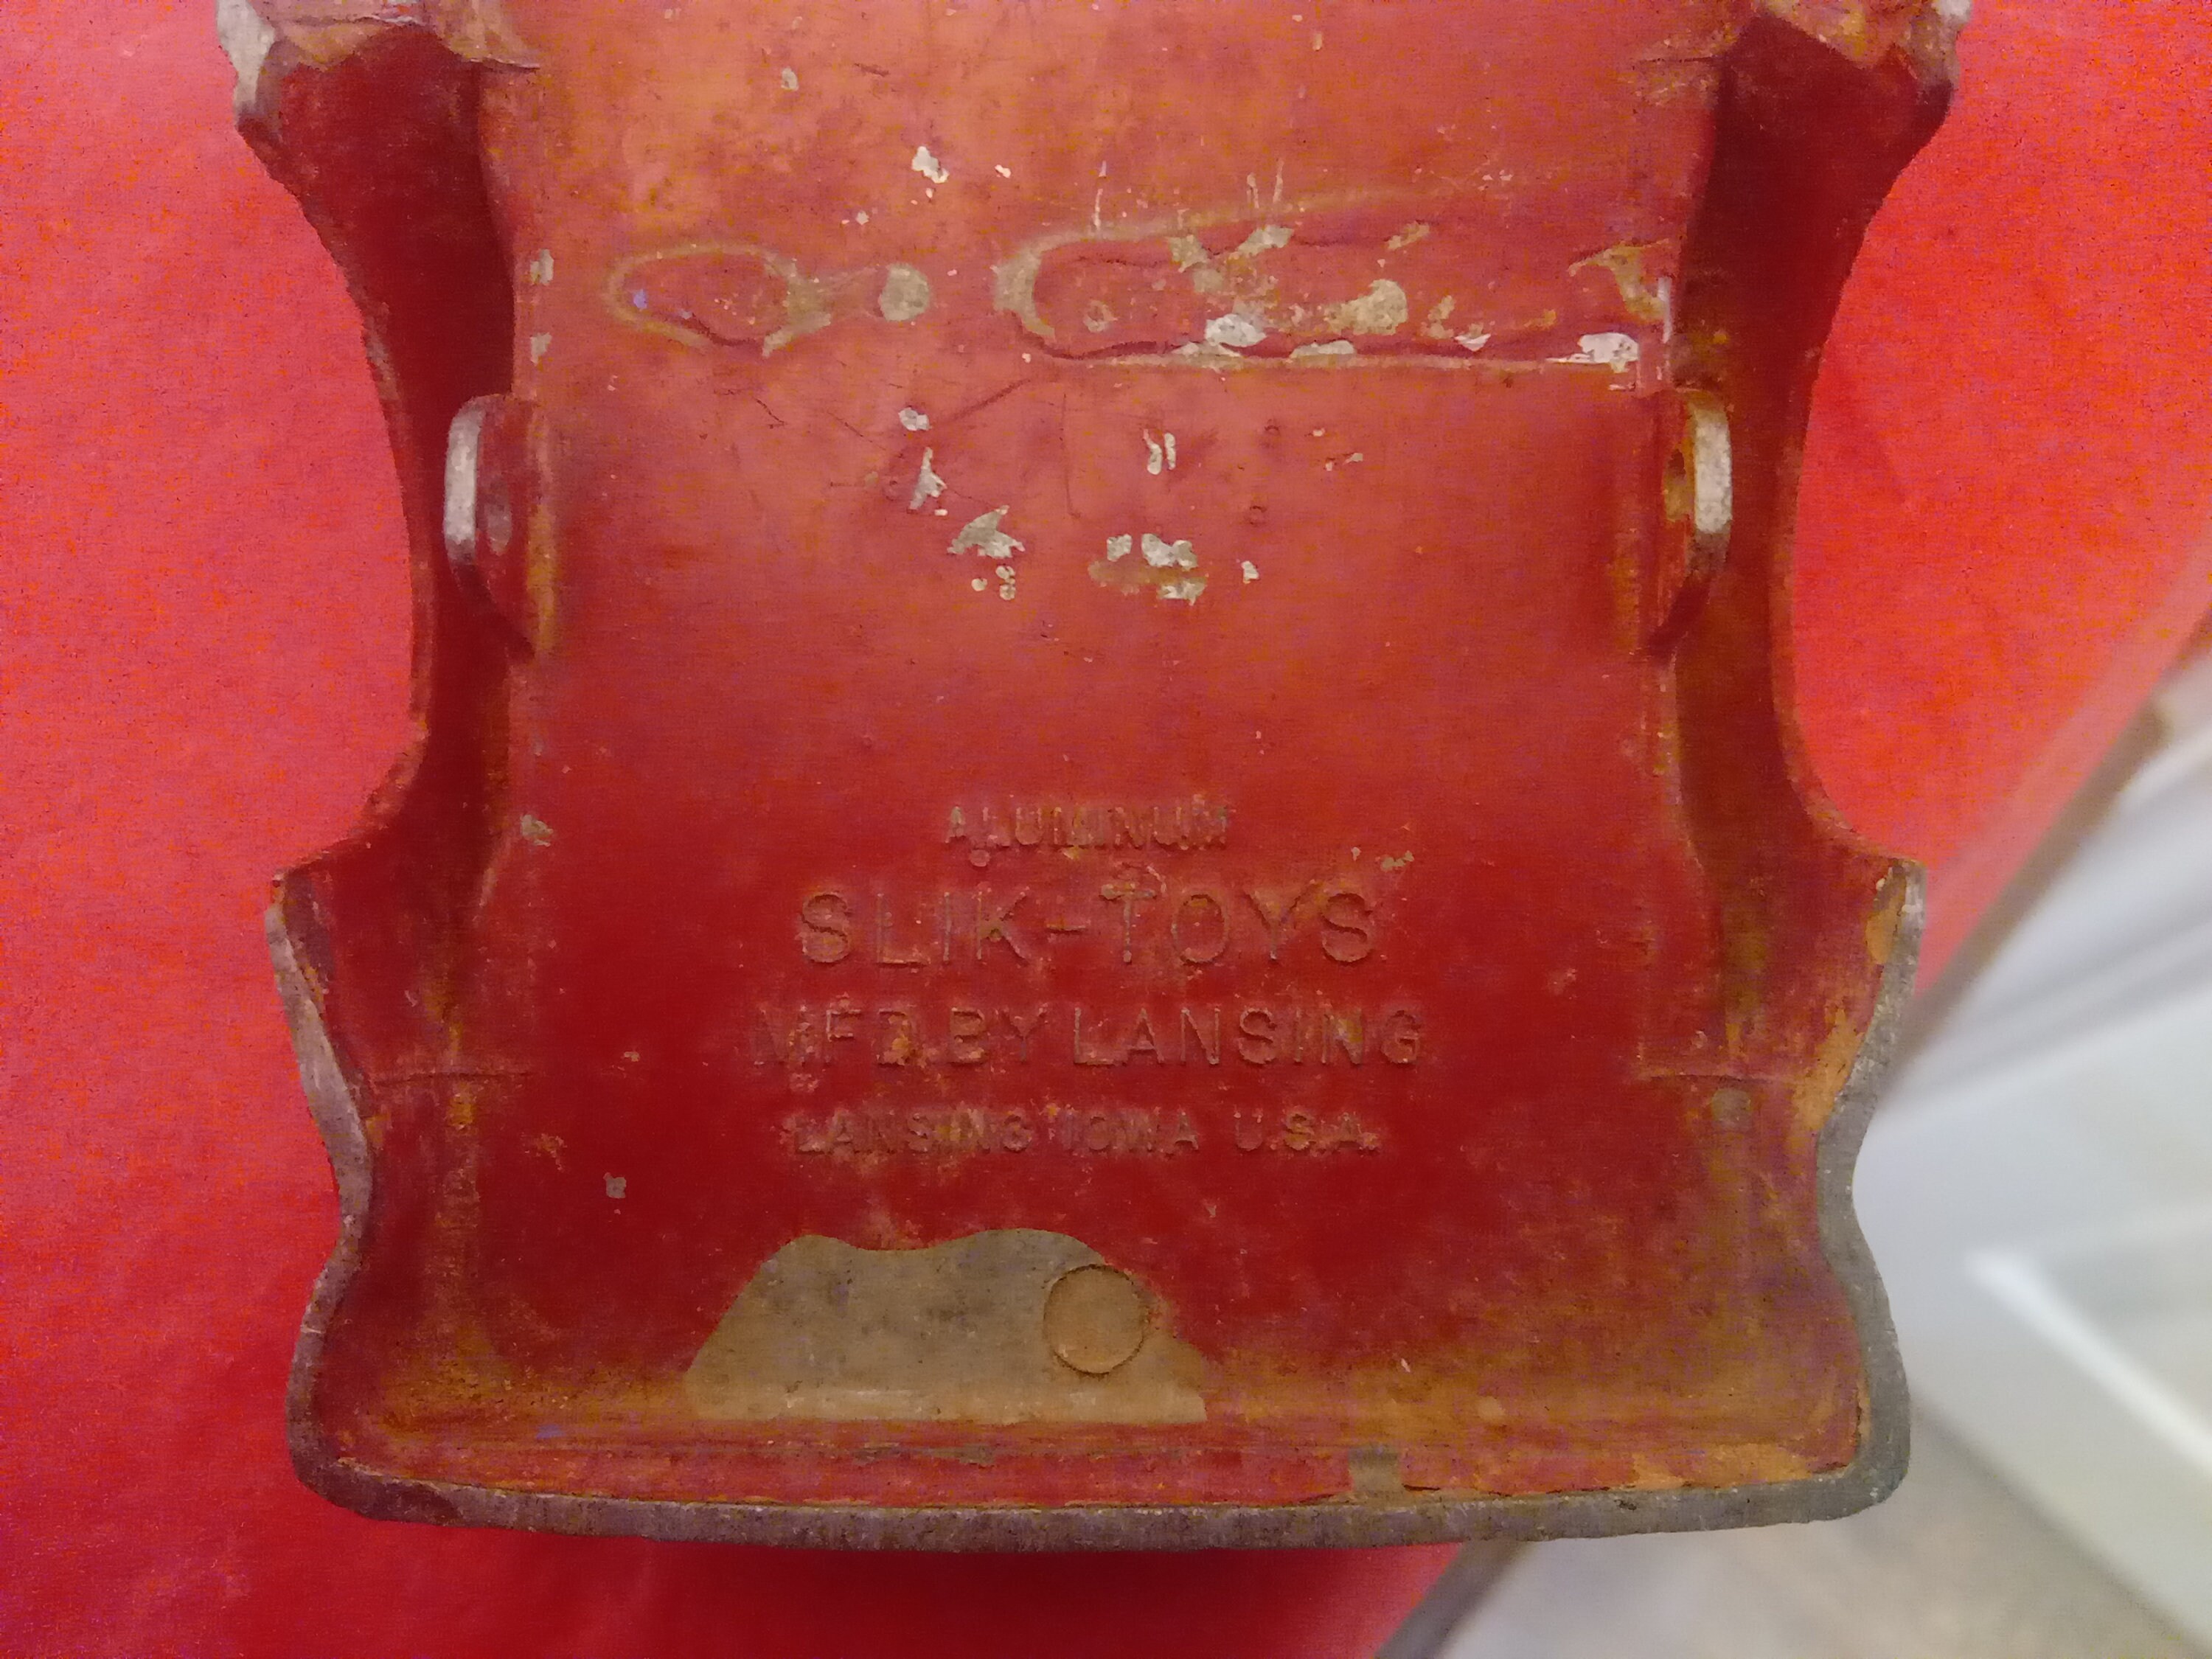 ALUMINUM
SLIK-TOYS
MFD.BY LANSING
LANSING IOWA U.S.A.